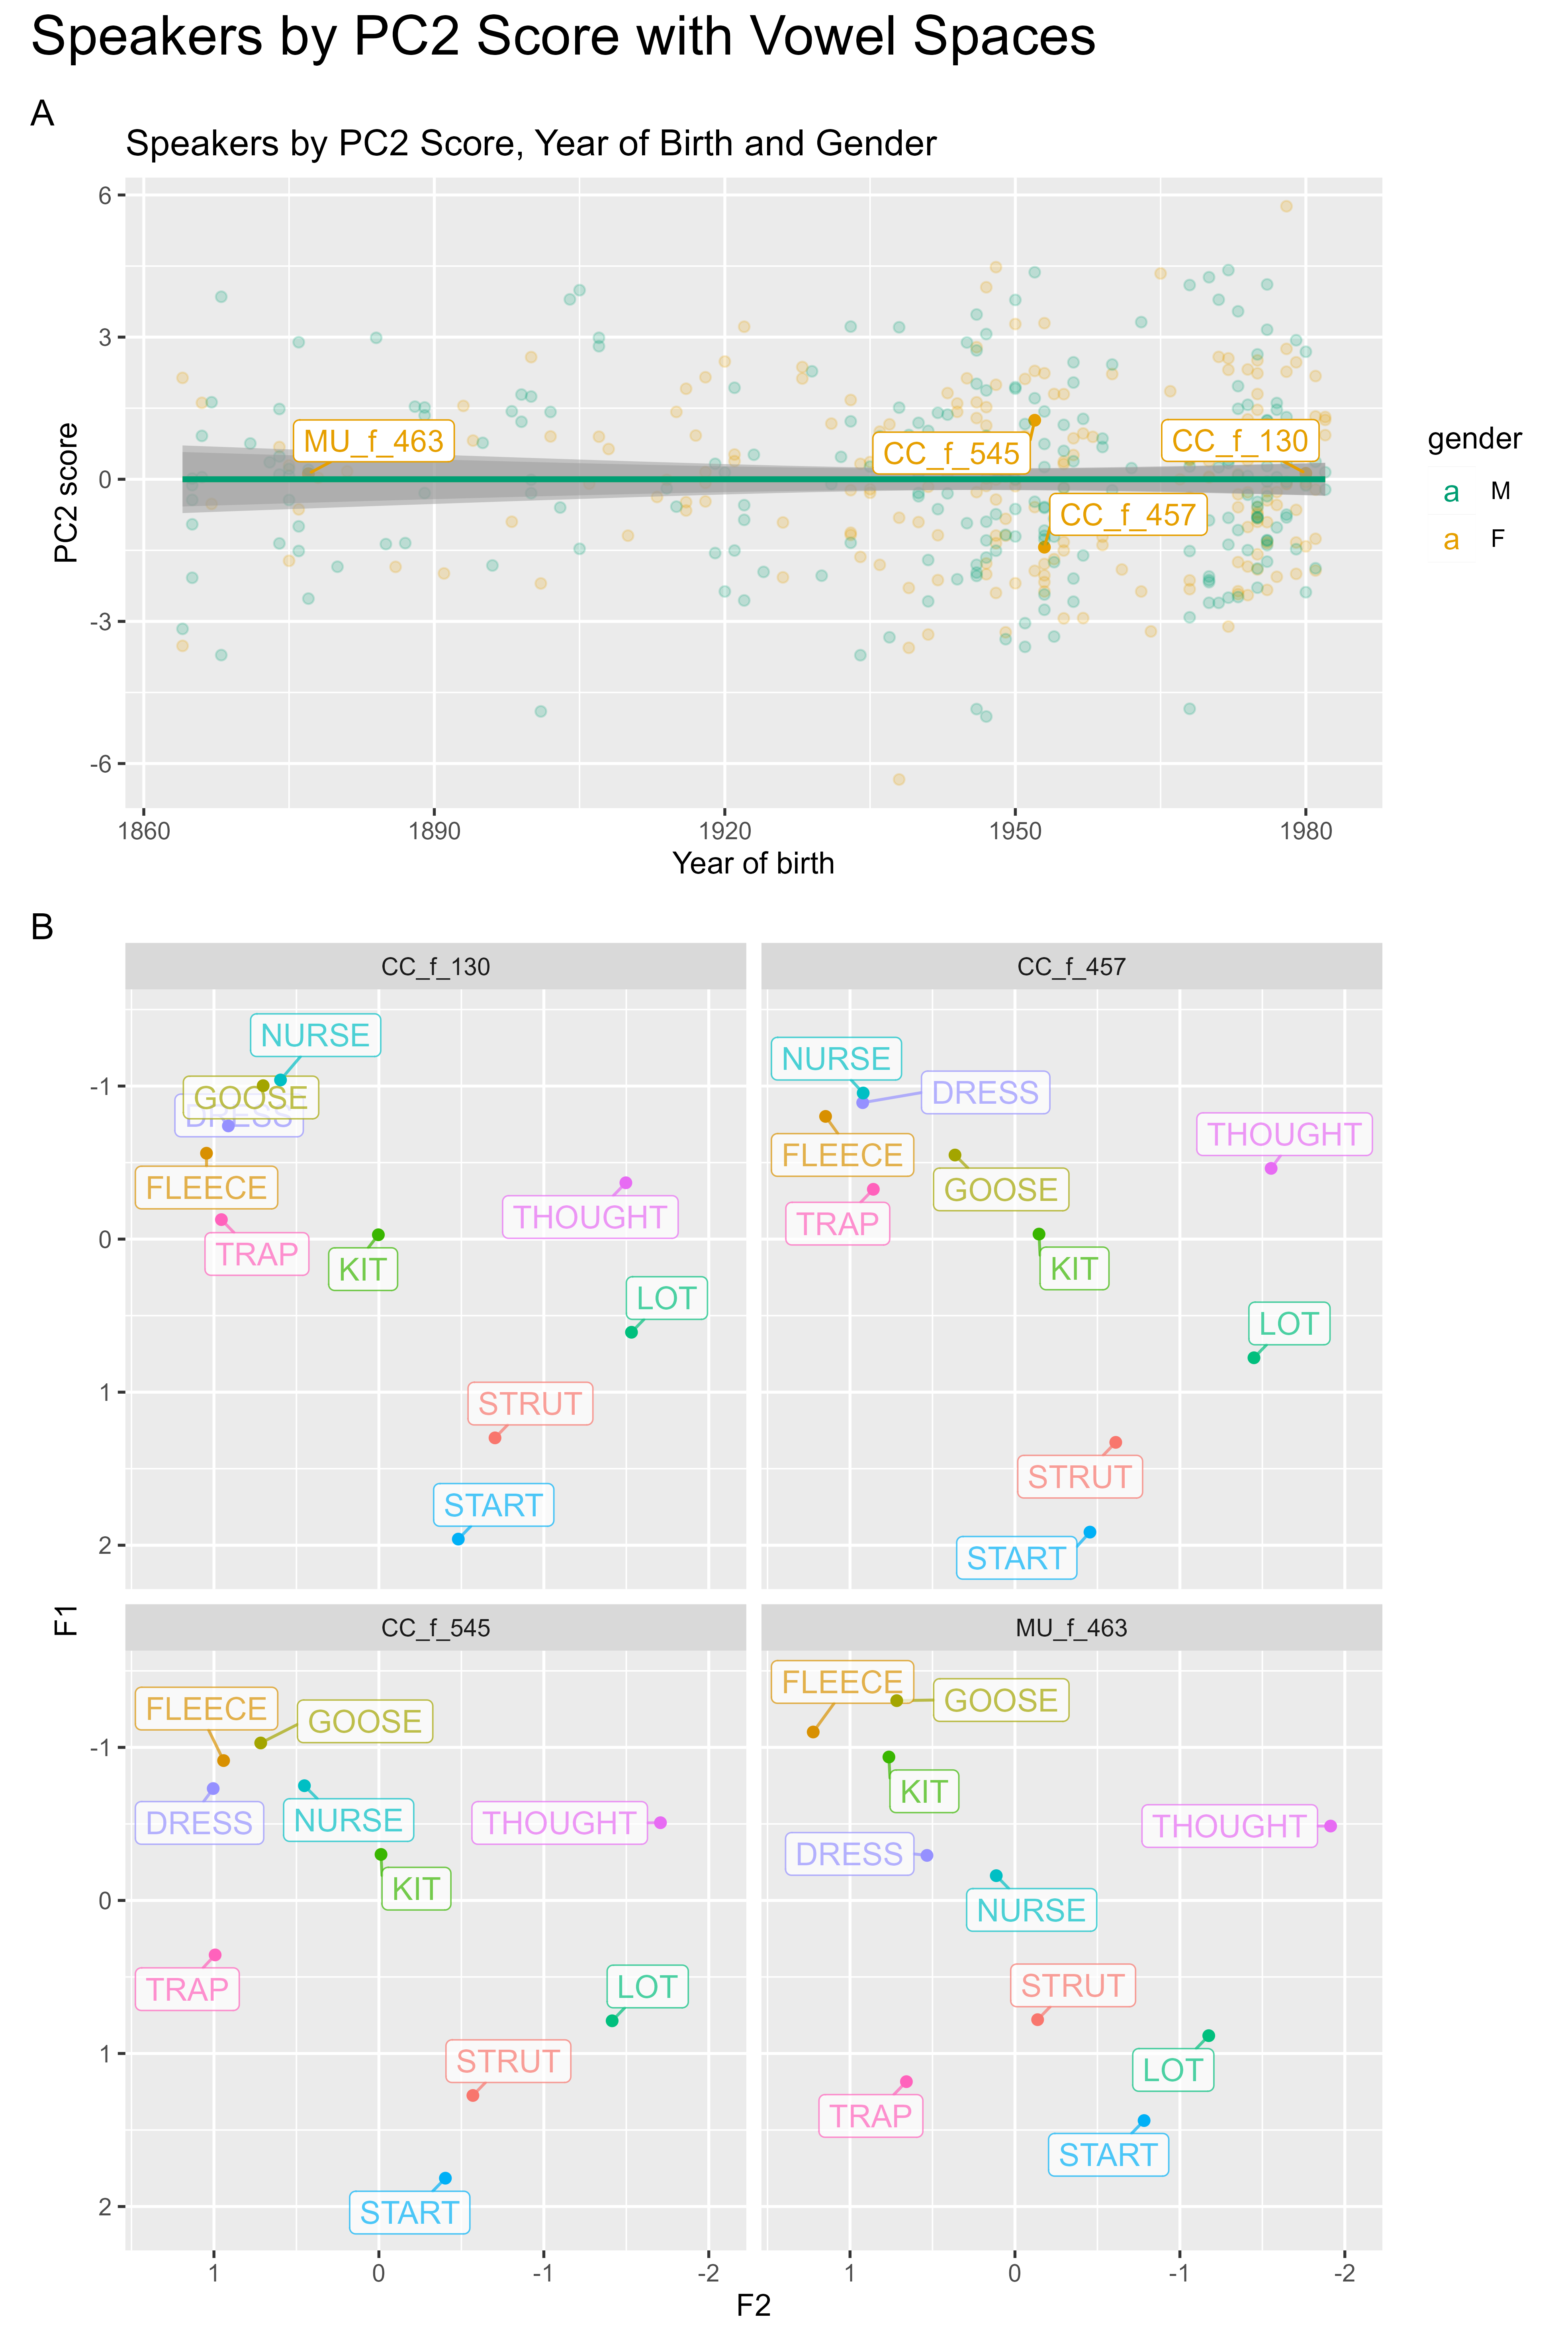 Speakers by PC2 Score with Vowel Spaces
A
Speakers by PC2 Score, Year of Birth and Gender
6
3
0
-3
-6
PC2 score
MU_f_463
CC_f_545
CC_f_130
CC_f_457
1860 1890 1920 1950 1980
Year of birth
gender
a M
a F
B
CC_f_130
NURSE
GOOSE
DRESS
FLEECE
TRAP
KIT
THOUGHT
LOT
STRUT
START
CC_f_457
NURSE
DRESS
FLEECE
THOUGHT
GOOSE
TRAP
KIT
LOT
STRUT
START
-1
0
1
2
F1
CC_f_545
FLEECE
GOOSE
DRESS
NURSE
THOUGHT
KIT
TRAP
LOT
STRUT
START
MU_f_463
FLEECE
GOOSE
KIT
DRESS
THOUGHT
NURSE
STRUT
LOT
TRAP
START
-1
0
1
2
1 0 -1 -2
1 0 -1 -2
F2